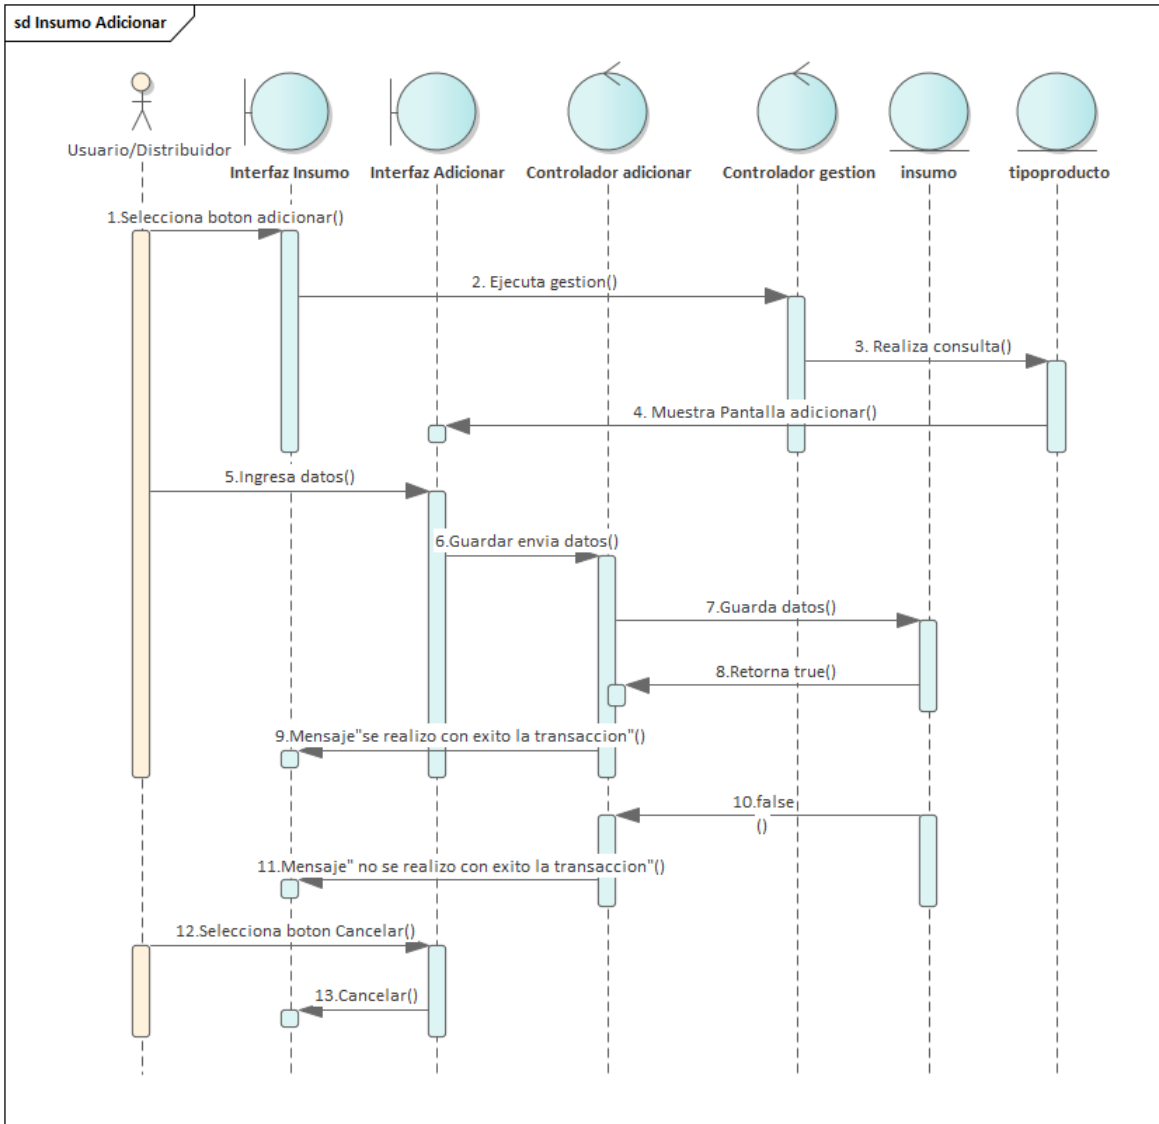 sd Insumo Adicionar
Usuario/Distribuidor
Interfaz Insumo
Interfaz Adicionar
Controlador adicionar
Controlador gestion
insumo
tipoproducto
1.Selecciona boton adicionar()
2. Ejecuta gestion()
3. Realiza consulta()
4. Muestra Pantalla adicionar()
5.Ingresa datos()
6.Guardar envia datos()
7.Guarda datos()
8.Retorna true()
9.Mensaje"se realizo con exito la transaccion"()
10.false
()
11.Mensaje" no se realizo con exito la transaccion"()
12.Selecciona boton Cancelar()
13.Cancelar()